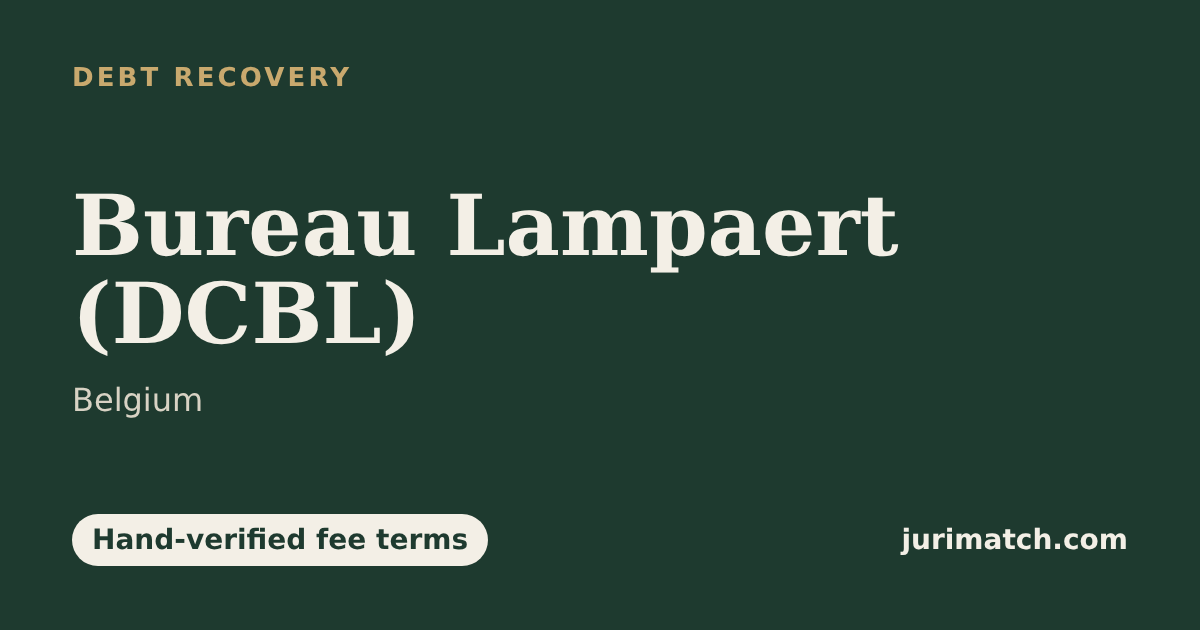 DEBT RECOVERY
Bureau Lampaert
(DCBL)
Belgium
Hand-verified fee terms
jurimatch.com